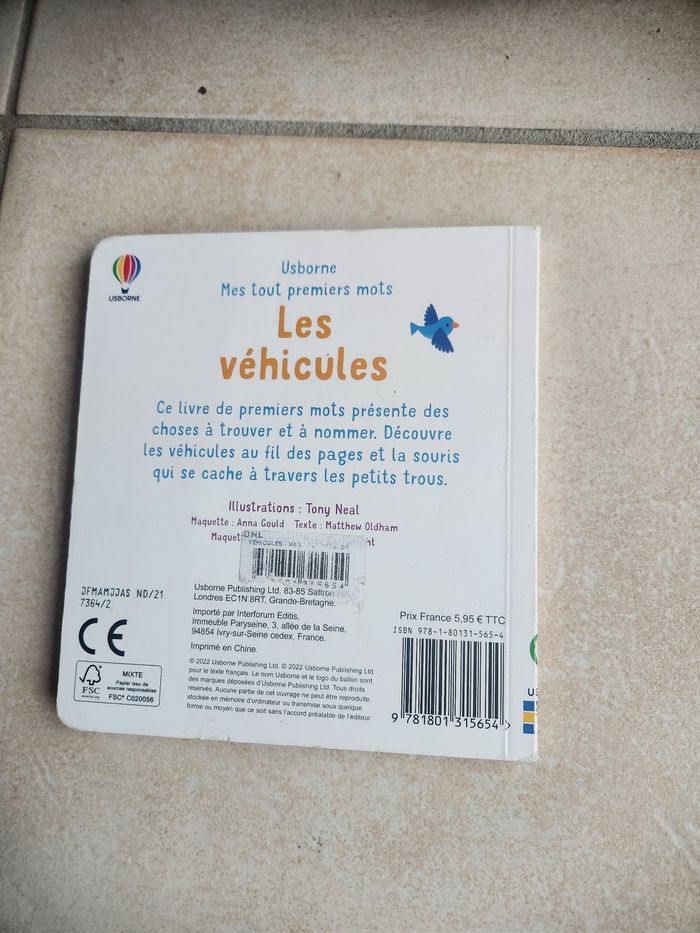 USBORNE
Usborne
Mes tout premiers mots
Les
véhicules
Ce livre de premiers mots présente des
choses à trouver et à nommer. Découvre
les véhicules au fil des pages et la souris
qui se cache à travers les petits trous.
Illustrations : Tony Neal
Maquette : Anna Gould Texte : Matthew Oldham
DNL
Usborne Publishing Ltd, 83-85 Saffron
Londres EC1N 8RT, Grande-Bretagne.
Importé par Interforum Editis,
Immeuble Paryseine, 3, allée de la Seine,
94854 Ivry-sur-Seine cedex, France.
Imprimé en Chine.
JFMAMJJAS ND/21
7364/2
CE
FSC
MIXTE
Papier issu de
sources responsables
FSC® C020056
© 2022 Usborne Publishing Ltd. © 2022 Usborne Publishing Ltd
pour le texte français. Le nom Usborne et le logo du ballon sont
des marques déposées d'Usborne Publishing Ltd. Tous droits
réservés. Aucune partie de cet ouvrage ne peut être reproduite,
stockée en mémoire d'ordinateur ou transmise sous quelque
forme ou moyen que ce soit sans l'accord préalable de l'éditeur.
Prix France 5,95 € TTC
ISBN 978-1-80131-565-4
9 781801 315654 >